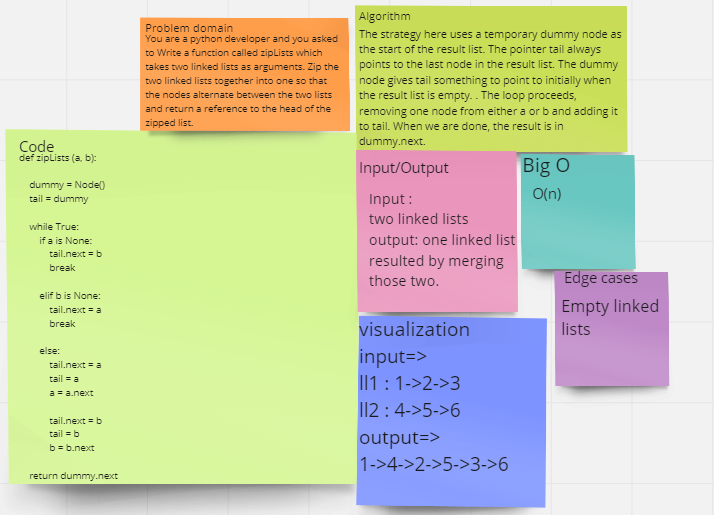 Problem domain
You are a python developer and you asked
to Write a function called zipLists which
takes two linked lists as arguments. Zip the
two linked lists together into one so that
the nodes alternate between the two lists
and return a reference to the head of the
zipped list.
Algorithm
The strategy here uses a temporary dummy node as
the start of the result list. The pointer tail always
points to the last node in the result list. The dummy
node gives tail something to point to initially when
the result list is empty. . The loop proceeds,
removing one node from either a or b and adding it
to tail. When we are done, the result is in
dummy.next.
Code
def zipLists (a, b):
dummy = Node()
tail = dummy
while True:
if a is None:
tail.next = b
break
elif b is None:
tail.next = a
break
else:
tail.next = a
tail = a
a = a.next
tail.next = b
tail = b
b = b.next
return dummy.next
Input/Output
Input :
two linked lists
output: one linked list
resulted by merging
those two.
Big O
O(n)
Edge cases
Empty linked
lists
visualization
input=>
ll1 : 1->2->3
ll2 : 4->5->6
output=>
1->4->2->5->3->6